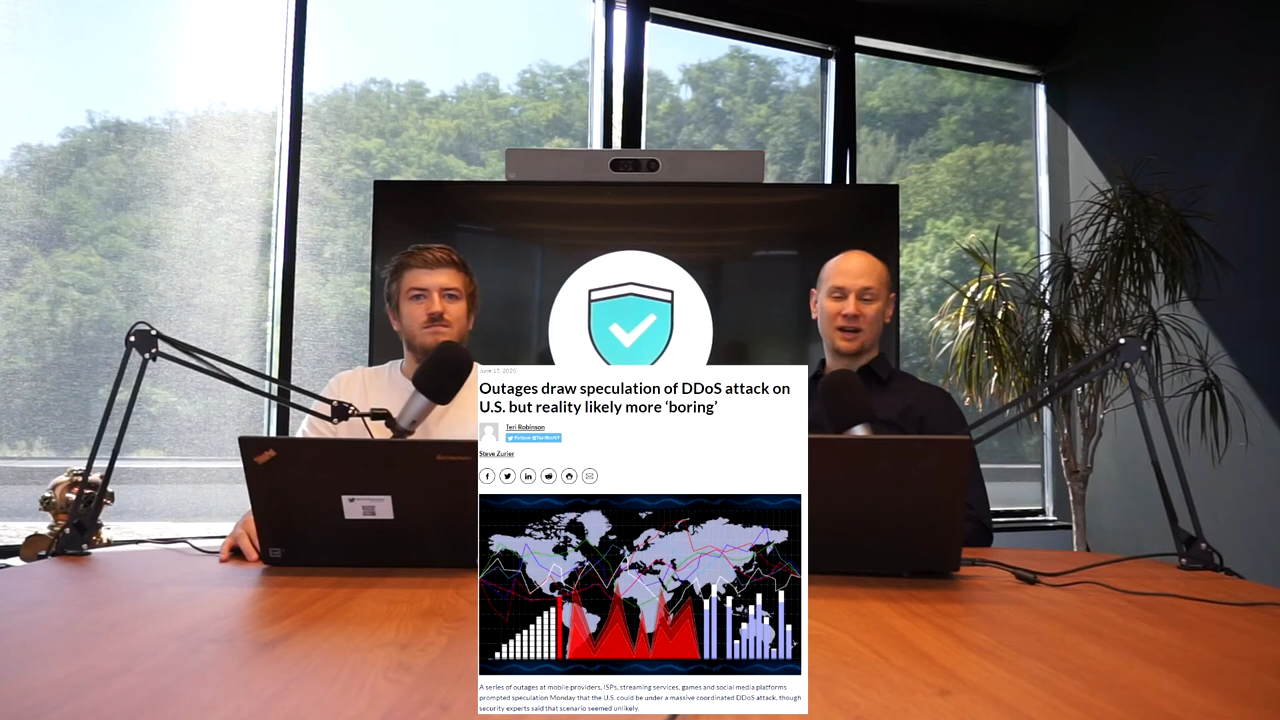 June 15, 2020
Outages draw speculation of DDoS attack on
U.S. but reality likely more ‘boring’
Teri Robinson
Follow @TeriRnNY
Steve Zurier
A series of outages at mobile providers, ISPs, streaming services, games and social media platforms
prompted speculation Monday that the U.S. could be under a massive coordinated DDoS attack, though
security experts said that scenario seemed unlikely.
ThinkPad